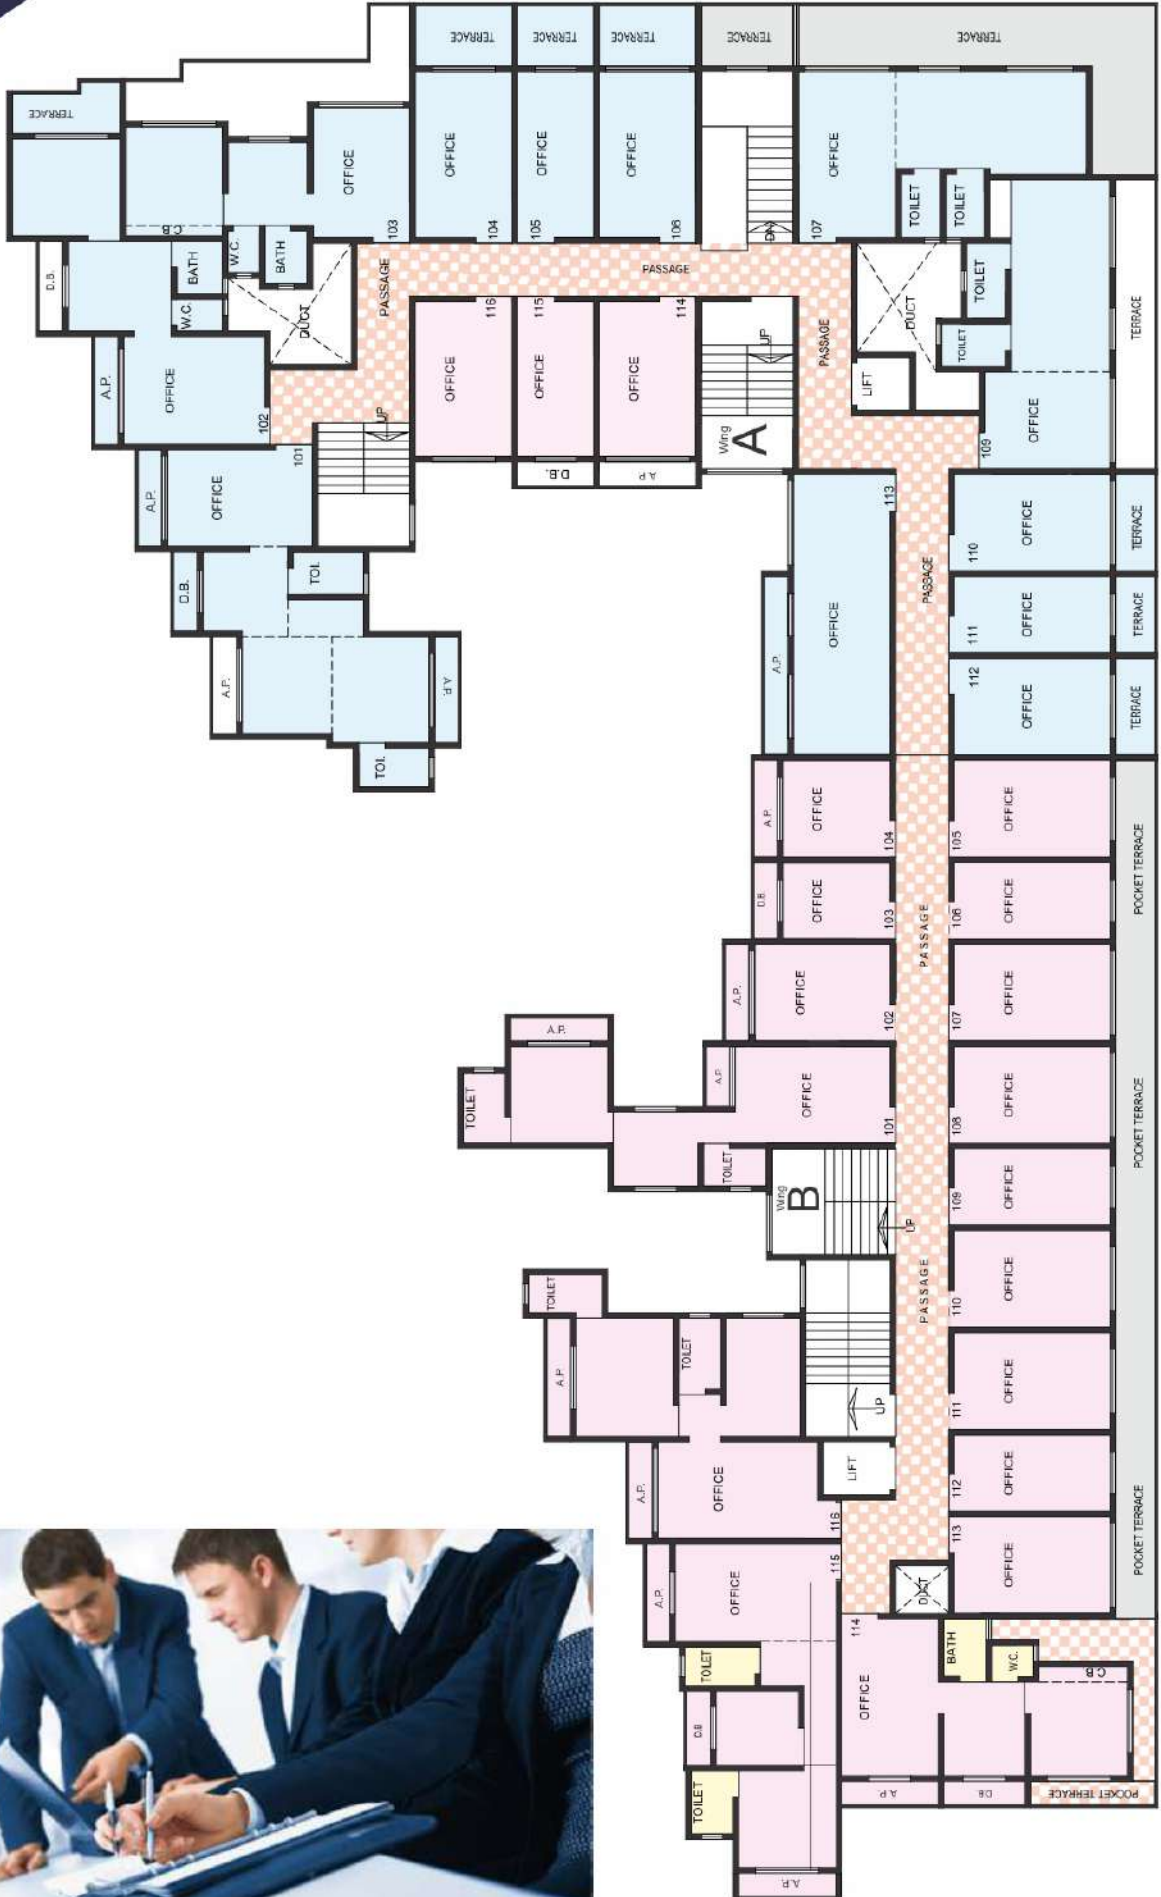 TERRACE
TERRACE
TERRACE
TERRACE
TERRACE
TERRACE
C.B.
OFFICE
103
OFFICE
104
OFFICE
105
OFFICE
106
DN
OFFICE
107
TOILET
TOILET
D.B.
BATH
W.C.
W.C.
BATH
DUCT
PASSAGE
PASSAGE
PASSAGE
DUCT
TOILET
TOILET
TERRACE
A.P.
OFFICE
102
UP
OFFICE
116
OFFICE
115
OFFICE
114
UP
Wing
A
LIFT
OFFICE
109
A.P.
OFFICE
101
D.B.
A.P.
D.B.
TOI.
A.P.
A.P.
TOI.
A.P.
OFFICE
113
PASSAGE
110
OFFICE
TERRACE
111
OFFICE
TERRACE
112
OFFICE
TERRACE
A.P.
OFFICE
104
105
OFFICE
POCKET TERRACE
D.B.
OFFICE
103
PASSAGE
106
OFFICE
A.P.
OFFICE
102
107
OFFICE
A.P.
TOILET
A.P.
OFFICE
101
108
OFFICE
POCKET TERRACE
TOILET
Wing
B
UP
109
OFFICE
TOILET
PASSAGE
110
OFFICE
A.P.
TOILET
UP
111
OFFICE
A.P.
OFFICE
116
LIFT
112
OFFICE
POCKET TERRACE
A.P.
OFFICE
115
DUCT
113
OFFICE
TOILET
114
OFFICE
BATH
W.C.
C.B.
D.B.
TOILET
A.P.
A.P.
D.B.
POCKET TERRACE